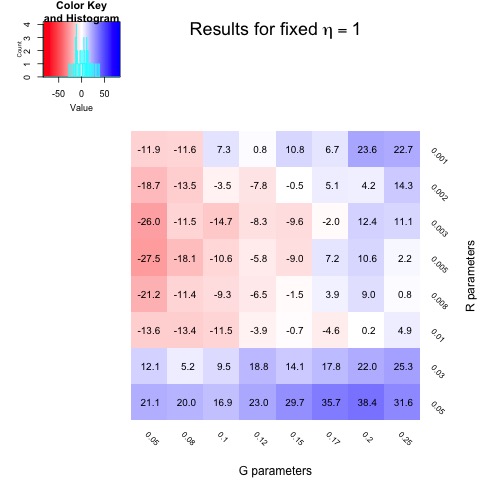 Color Key
and Histogram
Count
0 1 2 3 4
-50 0 50
Value
Results for fixed η = 1
-11.9 -11.6 7.3 0.8 10.8 6.7 23.6 22.7 0.001
-18.7 -13.5 -3.5 -7.8 -0.5 5.1 4.2 14.3 0.002
-26.0 -11.5 -14.7 -8.3 -9.6 -2.0 12.4 11.1 0.003
-27.5 -18.1 -10.6 -5.8 -9.0 7.2 10.6 2.2 0.005
-21.2 -11.4 -9.3 -6.5 -1.5 3.9 9.0 0.8 0.008
-13.6 -13.4 -11.5 -3.9 -0.7 -4.6 0.2 4.9 0.01
12.1 5.2 9.5 18.8 14.1 17.8 22.0 25.3 0.03
21.1 20.0 16.9 23.0 29.7 35.7 38.4 31.6 0.05
0.05 0.08 0.1 0.12 0.15 0.17 0.2 0.25
R parameters
G parameters